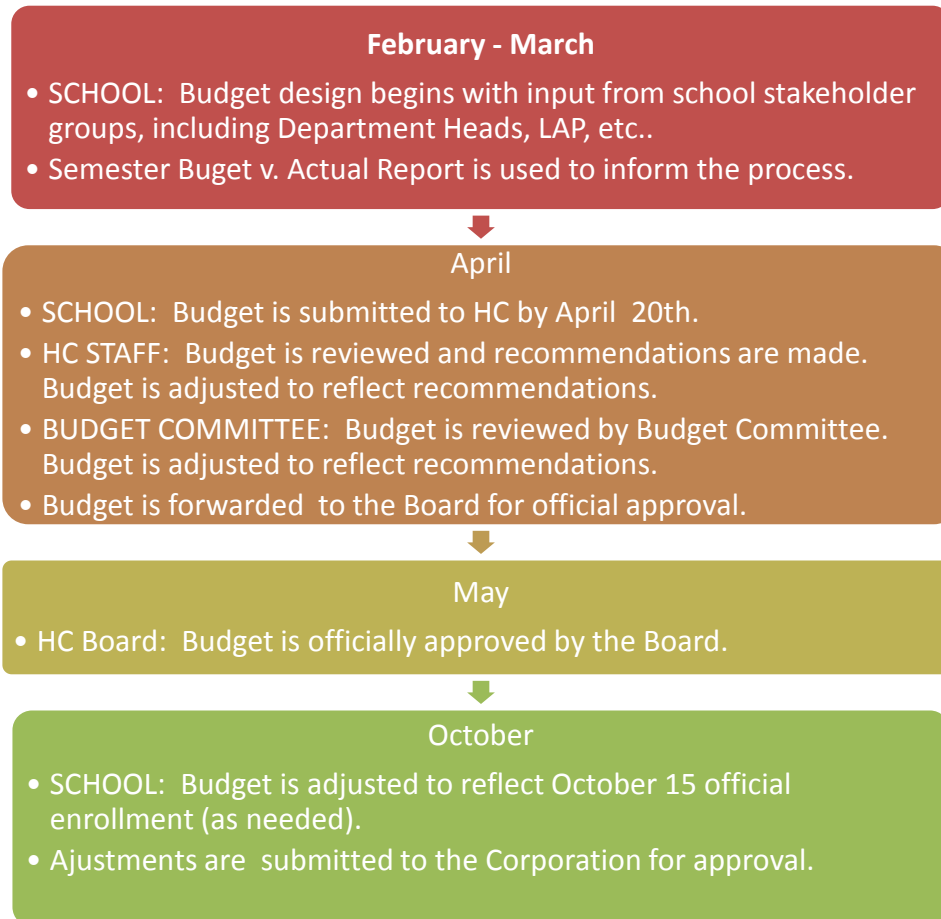 February - March
• SCHOOL: Budget design begins with input from school stakeholder
groups, including Department Heads, LAP, etc..
• Semester Buget v. Actual Report is used to inform the process.
April
• SCHOOL: Budget is submitted to HC by April 20th.
• HC STAFF: Budget is reviewed and recommendations are made.
Budget is adjusted to reflect recommendations.
• BUDGET COMMITTEE: Budget is reviewed by Budget Committee.
Budget is adjusted to reflect recommendations.
• Budget is forwarded to the Board for official approval.
May
• HC Board: Budget is officially approved by the Board.
October
• SCHOOL: Budget is adjusted to reflect October 15 official
enrollment (as needed).
• Ajustments are submitted to the Corporation for approval.